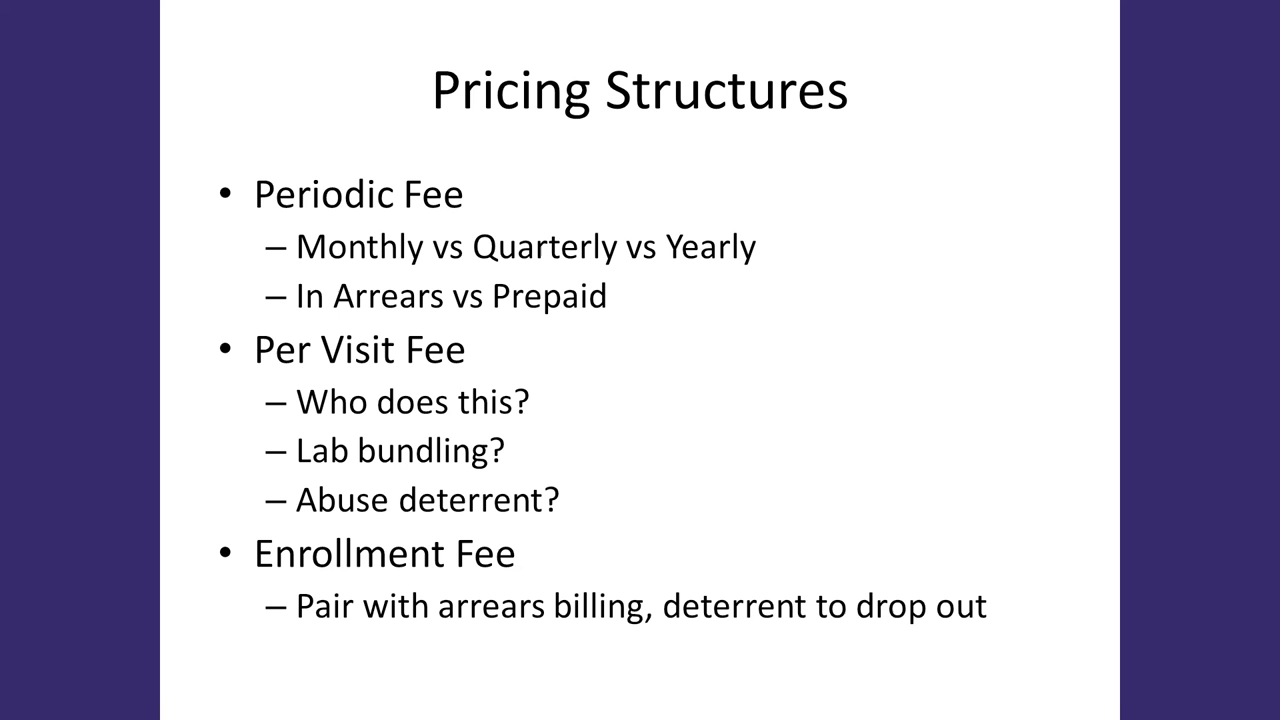 Pricing Structures
• Periodic Fee
– Monthly vs Quarterly vs Yearly
– In Arrears vs Prepaid
• Per Visit Fee
– Who does this?
– Lab bundling?
– Abuse deterrent?
• Enrollment Fee
– Pair with arrears billing, deterrent to drop out